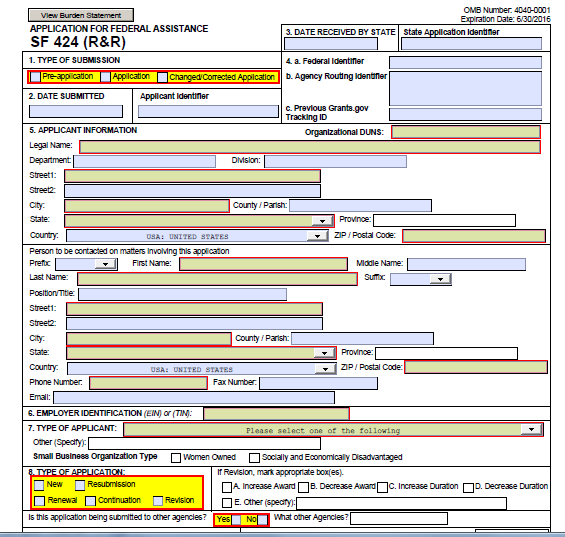 View Burden Statement
OMB Number: 4040-0001
Expiration Date: 6/30/2016
APPLICATION FOR FEDERAL ASSISTANCE
SF 424 (R&R)
3. DATE RECEIVED BY STATE State Application Identifier
1. TYPE OF SUBMISSION
Pre-application Application Changed/Corrected Application
4. a. Federal Identifier
b. Agency Routing Identifier
2. DATE SUBMITTED Applicant Identifier
c. Previous Grants.gov
Tracking ID
5. APPLICANT INFORMATION Organizational DUNS:
Legal Name:
Department: Division:
Street1:
Street2:
City: County / Parish:
State: Province:
Country: USA: UNITED STATES ZIP / Postal Code:
Person to be contacted on matters involving this application
Prefix: First Name: Middle Name:
Last Name: Suffix:
Position/Title:
Street1:
Street2:
City: County / Parish:
State: Province:
Country: USA: UNITED STATES ZIP / Postal Code:
Phone Number: Fax Number:
Email:
6. EMPLOYER IDENTIFICATION (EIN) or (TIN):
7. TYPE OF APPLICANT: Please select one of the following
Other (Specify):
Small Business Organization Type Women Owned Socially and Economically Disadvantaged
8. TYPE OF APPLICATION: If Revision, mark appropriate box(es).
New Resubmission A. Increase Award B. Decrease Award C. Increase Duration D. Decrease Duration
Renewal Continuation Revision E. Other (specify):
Is this application being submitted to other agencies? Yes No What other Agencies?